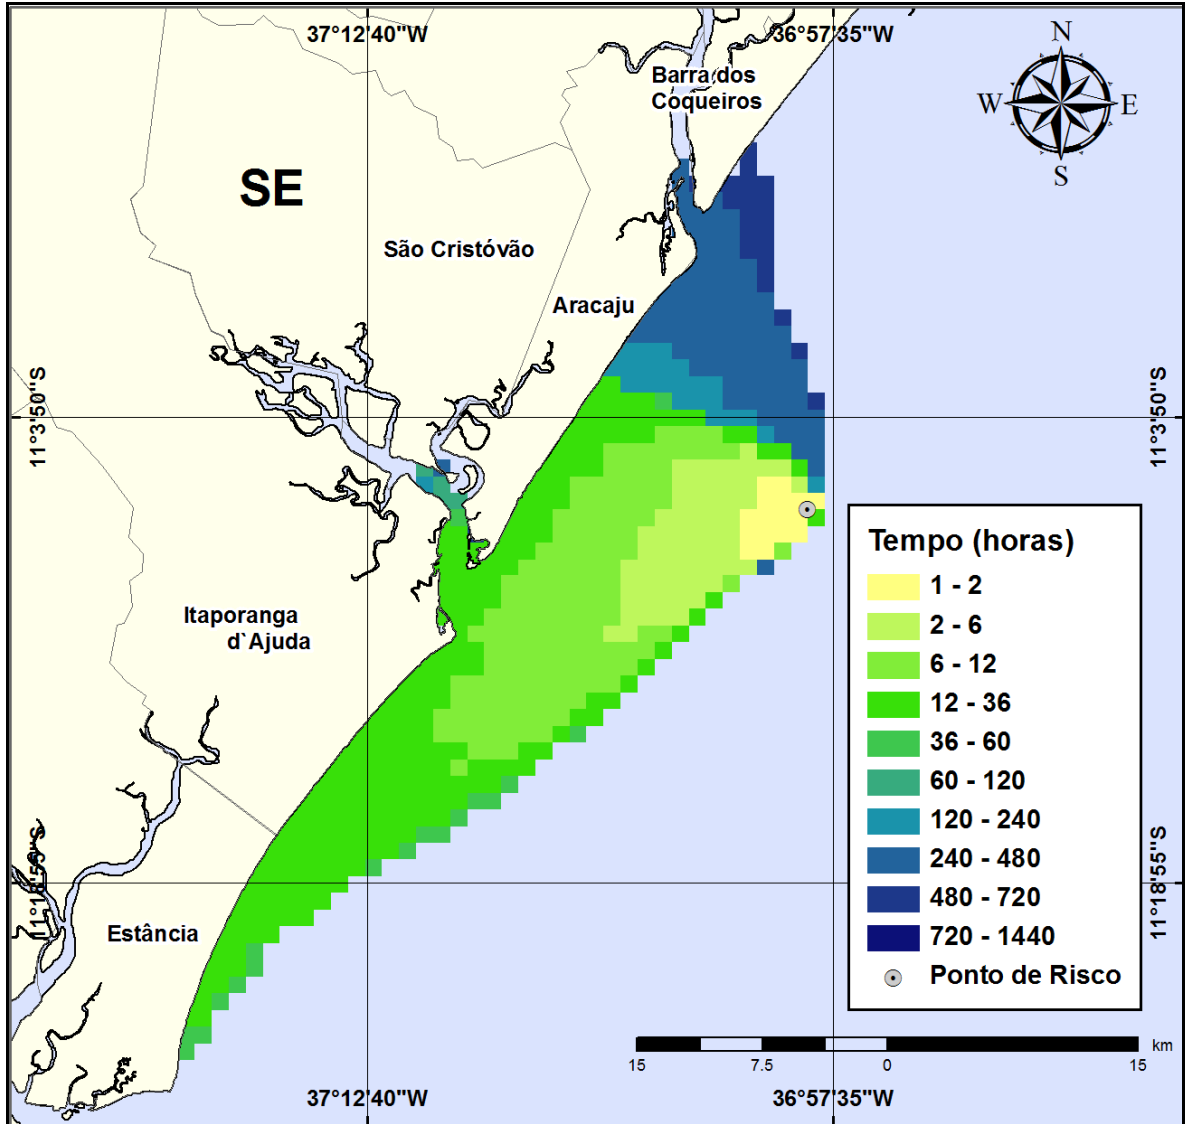 37°12'40"W
36°57'35"W
N
W
E
S
Barra dos
Coqueiros
SE
São Cristóvão
Aracaju
11°3'50"S
11°3'50"S
Itaporanga
d`Ajuda
Estância
11°18'55"S
11°18'55"S
Tempo (horas)
1 - 2
2 - 6
6 - 12
12 - 36
36 - 60
60 - 120
120 - 240
240 - 480
480 - 720
720 - 1440
Ponto de Risco
km
15
7.5
0
15
37°12'40"W
36°57'35"W